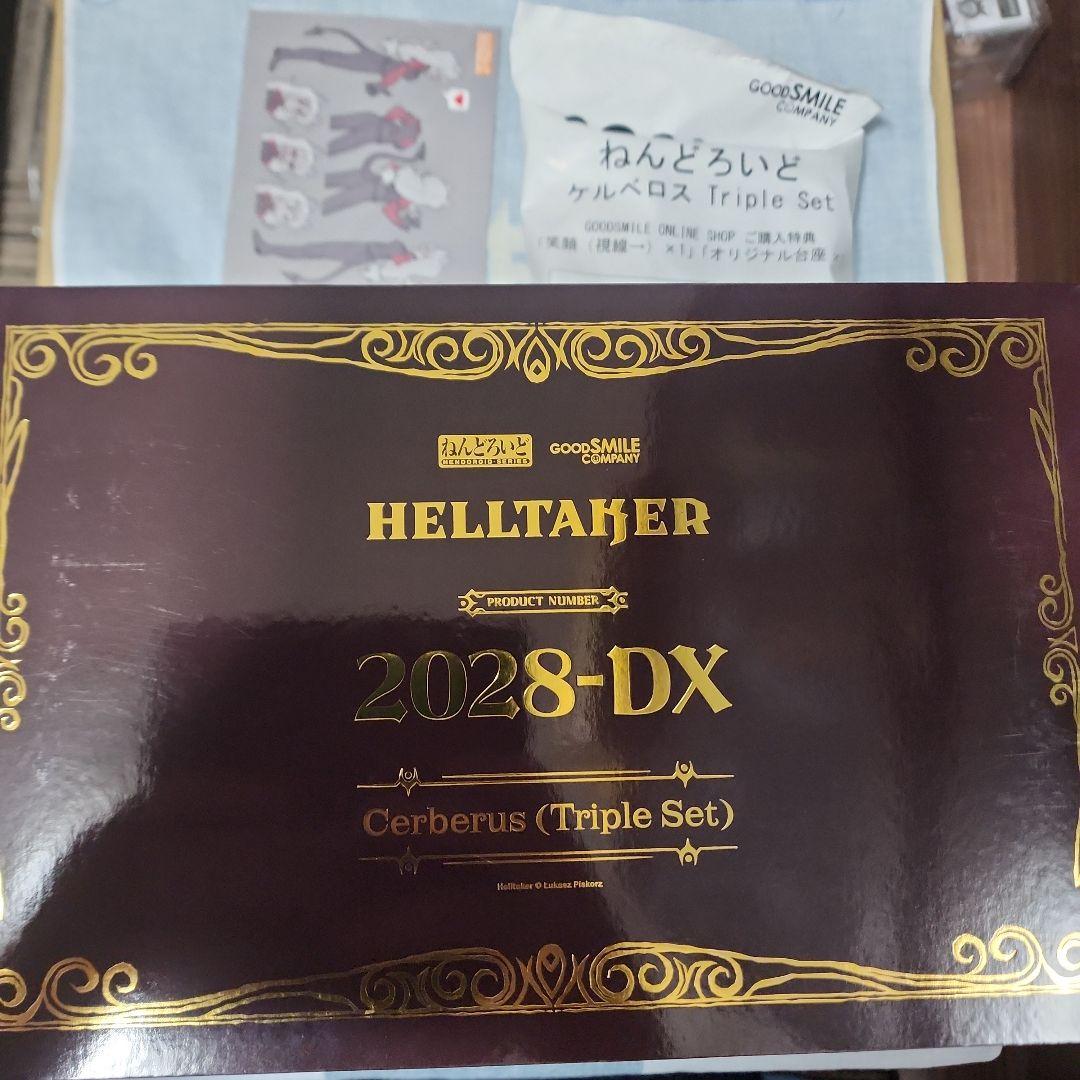 GOODSMILE
COMPANY
ねんどろいど
ケルベロス Triple Set
GOODSMILE ONLINE SHOP ご購入特典
「笑顔（視線→）×1」「オリジナル台座
ねんどろいど
NENDOROID-SERIES
GOODSMILE
COMPANY
HELLTAKER
PRODUCT NUMBER
2028-DX
Cerberus (Triple Set)
Helltaker © Łukasz Piskorz